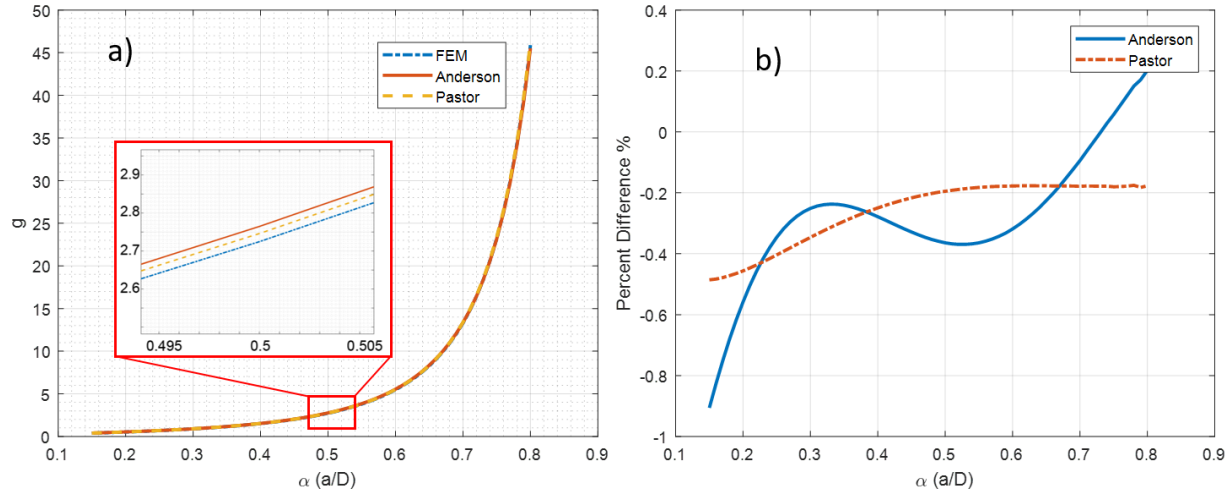 a)
50
45
40
35
30
25
20
15
10
5
0
g
FEM
Anderson
Pastor
2.9
2.8
2.7
2.6
0.495 0.5 0.505
0.1 0.2 0.3 0.4 0.5 0.6 0.7 0.8 0.9
α (a/D)
b)
0.4
0.2
0
-0.2
-0.4
-0.6
-0.8
-1
Percent Difference %
Anderson
Pastor
0.1 0.2 0.3 0.4 0.5 0.6 0.7 0.8 0.9
α (a/D)